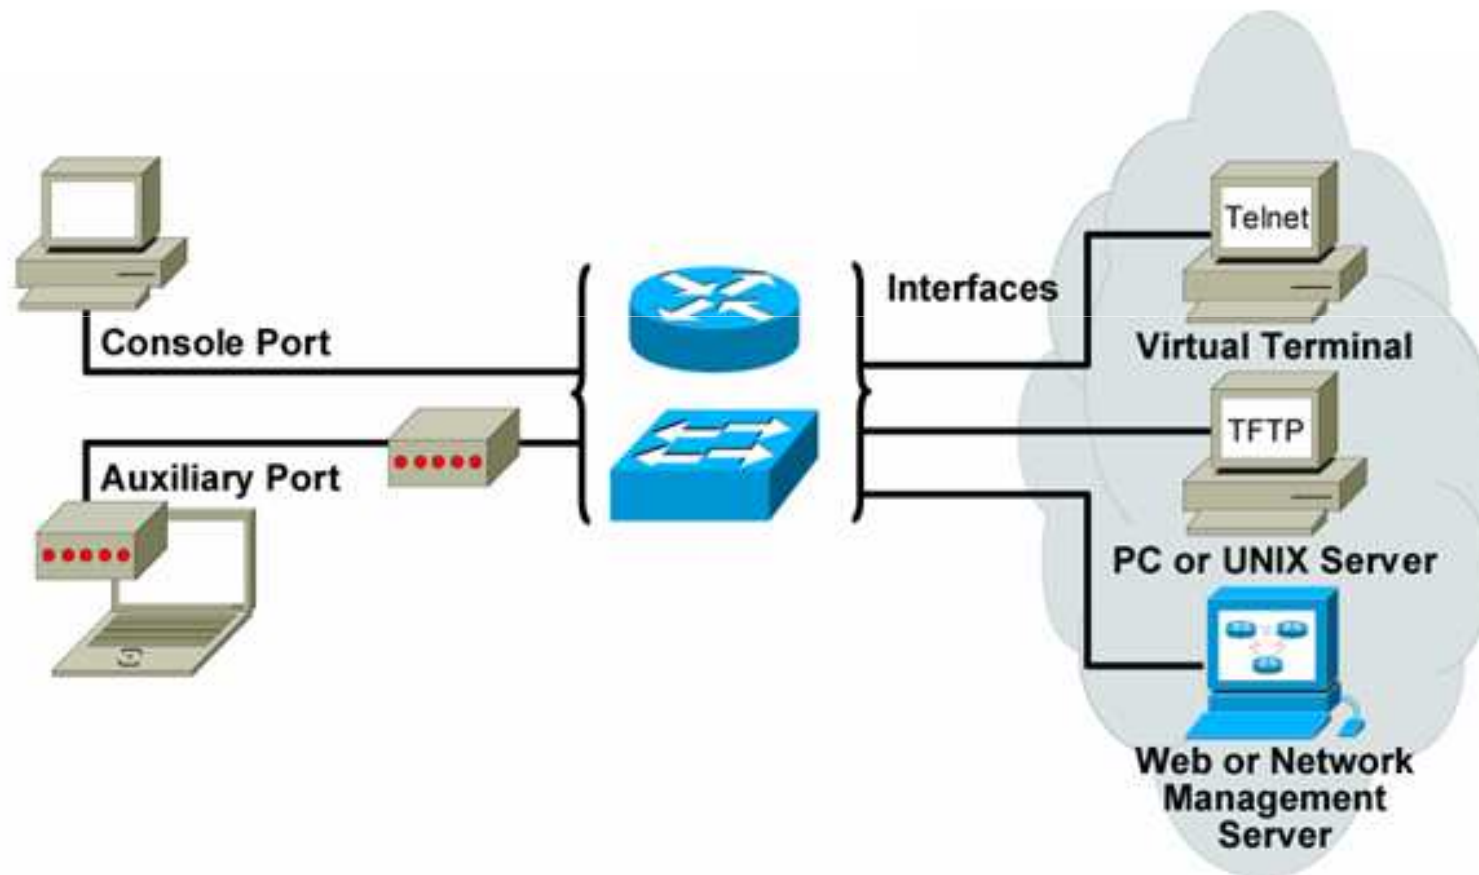 Telnet
Interfaces
Console Port
Virtual Terminal
TFTP
Auxiliary Port
PC or UNIX Server
Web or Network
Management
Server